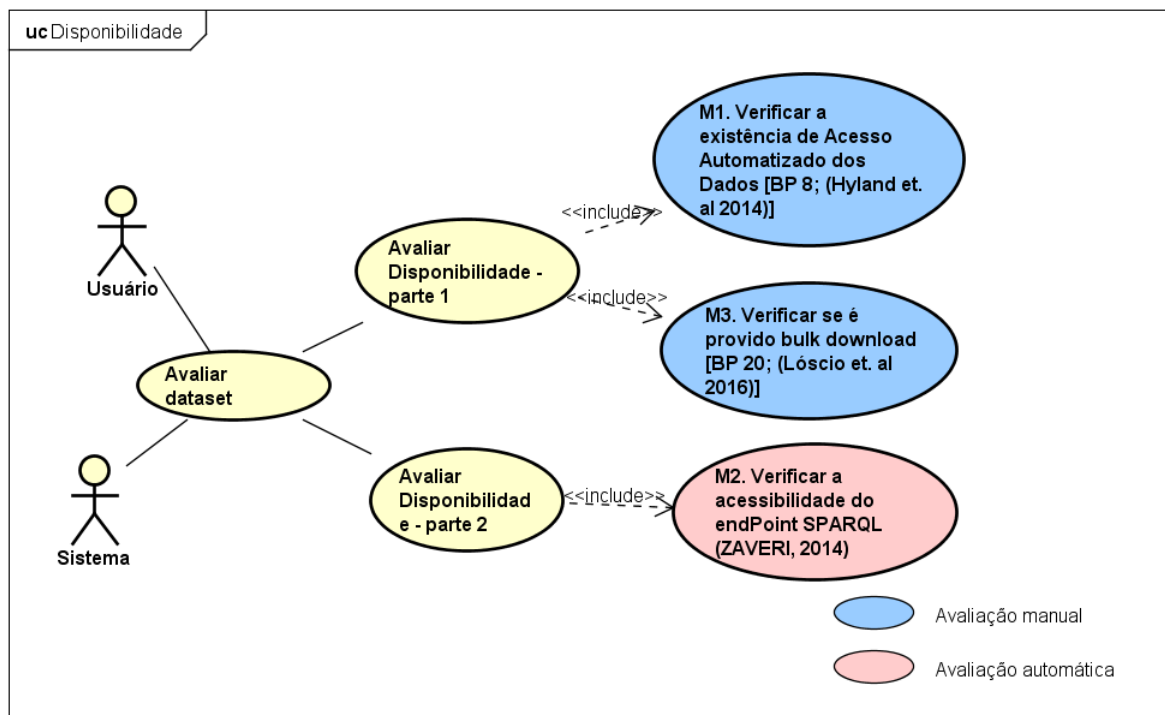 uc Disponibilidade
M1. Verificar a
existência de Acesso
Automatizado dos
Dados [BP 8; (Hyland et.
al 2014)]
<<include>>
Avaliar
Disponibilidade -
parte 1
Usuário
<<include>>
M3. Verificar se é
provido bulk download
[BP 20; (Lóscio et. al
2016)]
Avaliar
dataset
Avaliar
Disponibilidad
e - parte 2
<<include>>
M2. Verificar a
acessibilidade do
endPoint SPARQL
(ZAVERI, 2014)
Sistema
Avaliação manual
Avaliação automática